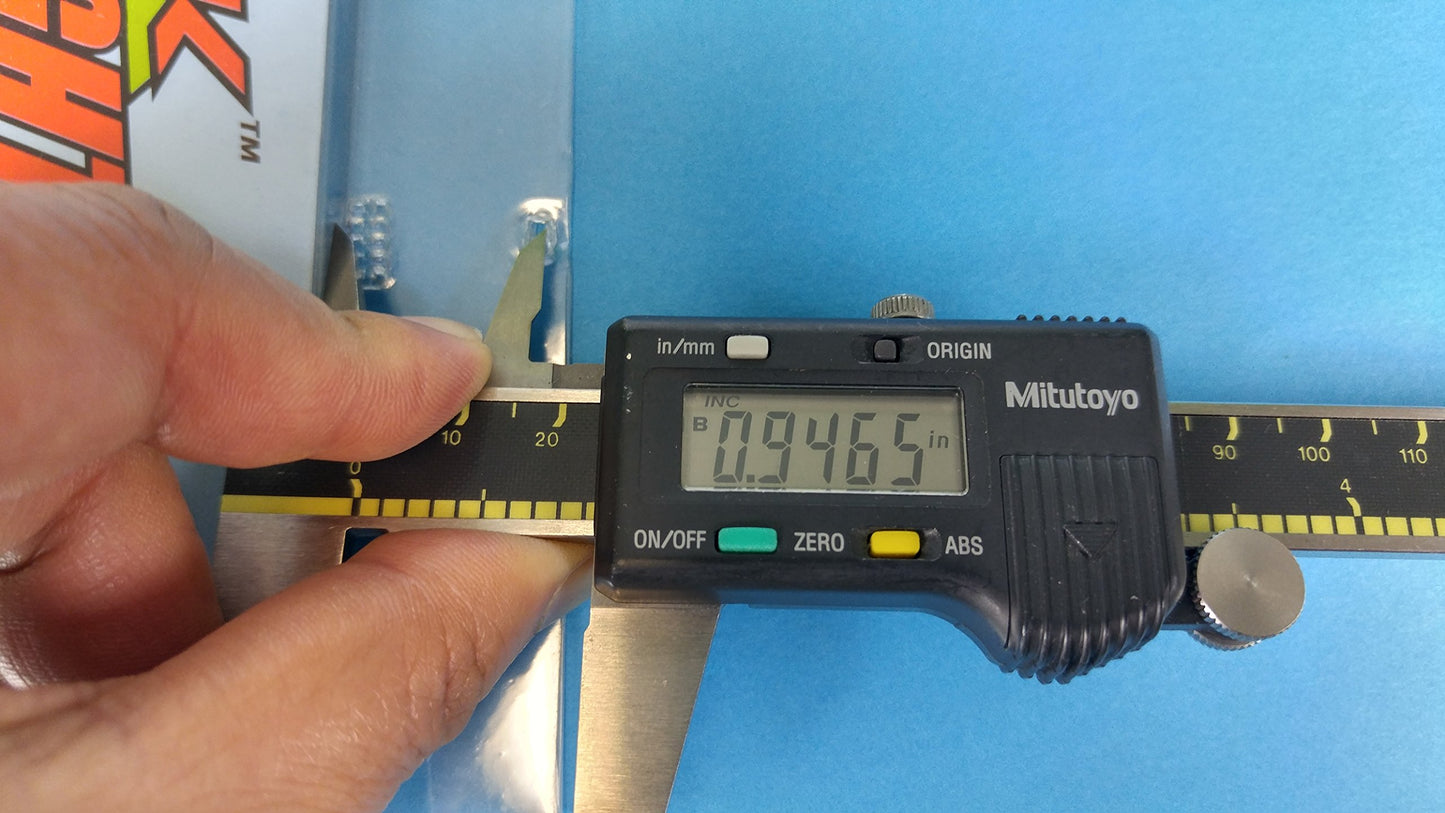 K
TM
in/mm
ORIGIN
Mitutoyo
INC
B
0.9465 in
ON/OFF
ZERO
ABS
0
10
20
90
100
110
4